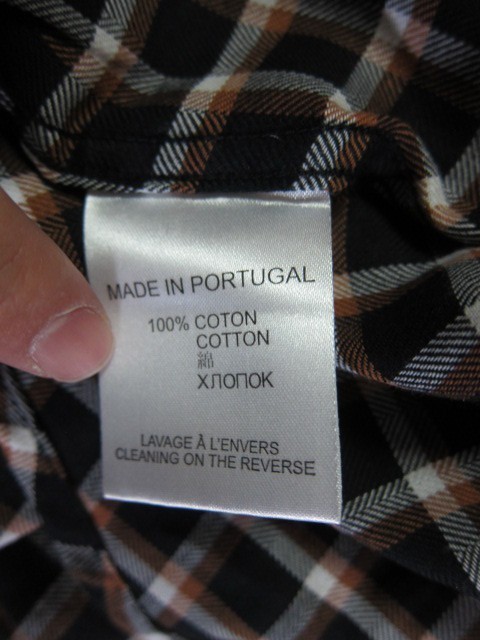 MADE IN PORTUGAL
100% COTON
COTTON
綿
ХЛОПОК
LAVAGE À L'ENVERS
CLEANING ON THE REVERSE